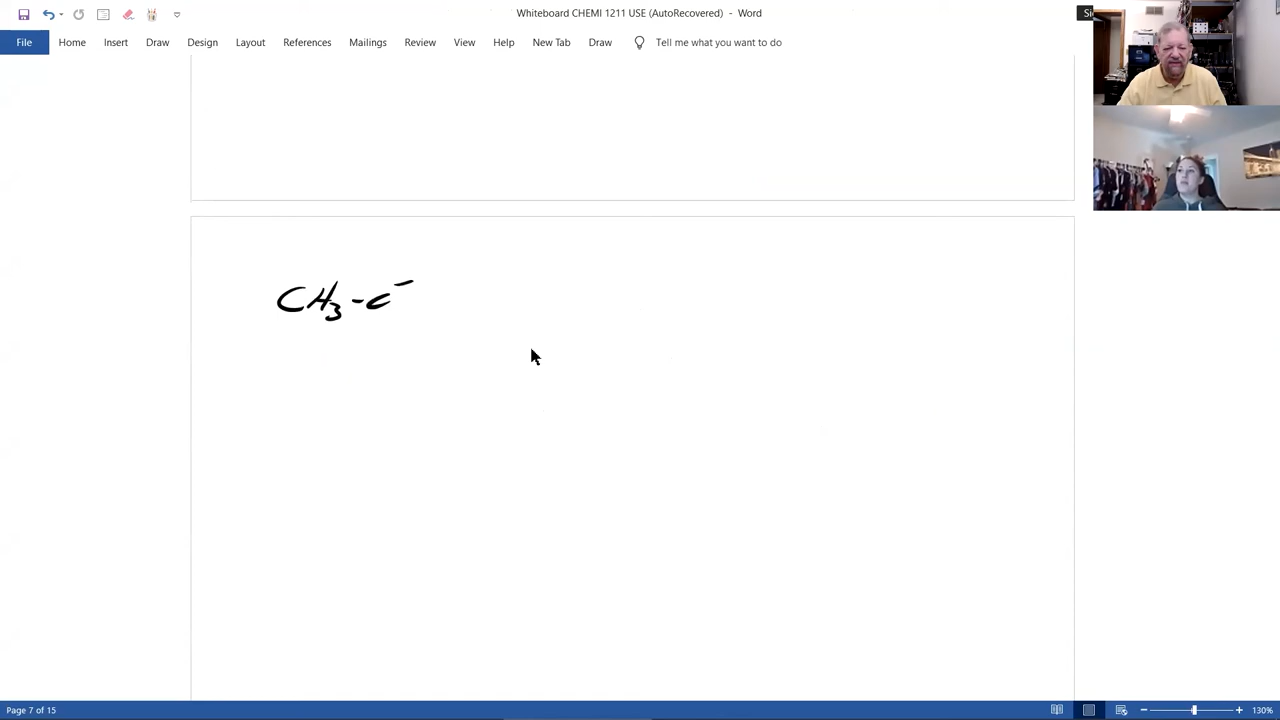 Whiteboard CHEMI 1211 USE (AutoRecovered) - Word
Si
File Home Insert Draw Design Layout References Mailings Review View Help New Tab Draw Tell me what you want to do
CH3-C-
Page 7 of 15
130%